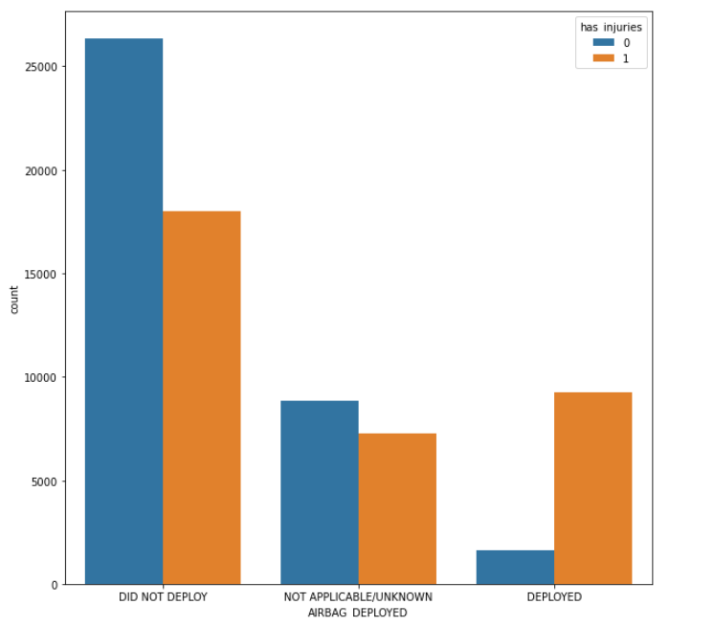 has_injuries
0
1
25000
20000
15000
10000
5000
0
count
DID NOT DEPLOY
NOT APPLICABLE/UNKNOWN
DEPLOYED
AIRBAG_DEPLOYED